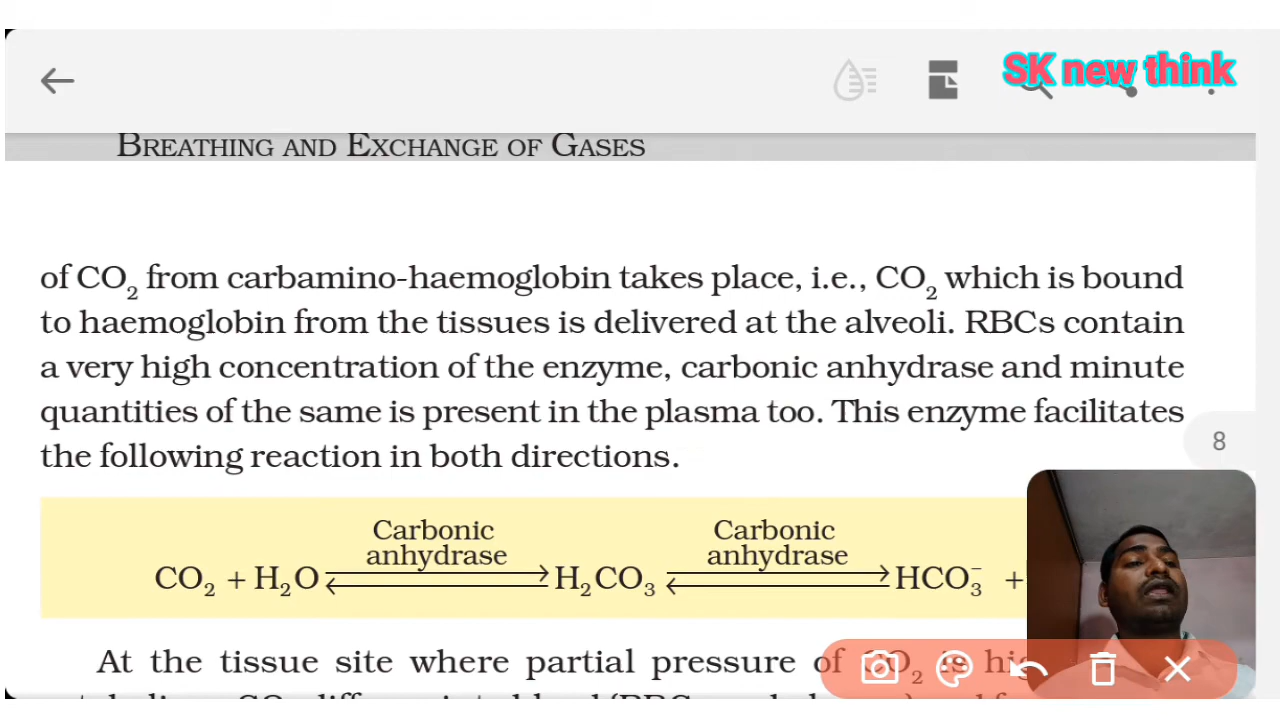 SK new think
BREATHING AND EXCHANGE OF GASES
of CO₂ from carbamino-haemoglobin takes place, i.e., CO₂ which is bound
to haemoglobin from the tissues is delivered at the alveoli. RBCs contain
a very high concentration of the enzyme, carbonic anhydrase and minute
quantities of the same is present in the plasma too. This enzyme facilitates
the following reaction in both directions.
8
Carbonic anhydrase Carbonic anhydrase
CO₂ + H₂O ⇌ H₂CO₃ ⇌ HCO₃⁻ +
At the tissue site where partial pressure of CO₂ is